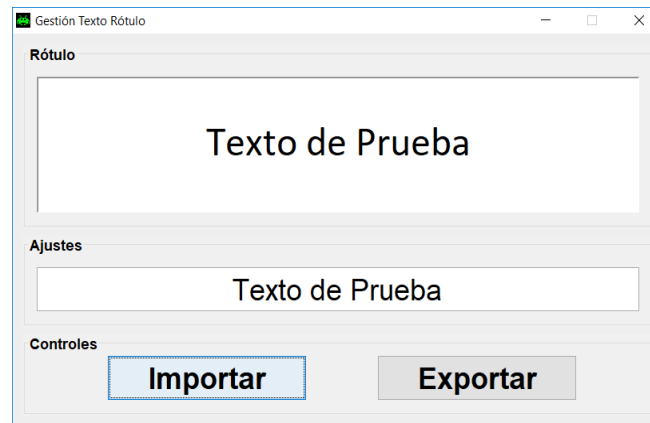 Gestión Texto Rótulo
Rótulo
Texto de Prueba
Ajustes
Texto de Prueba
Controles
Importar Exportar